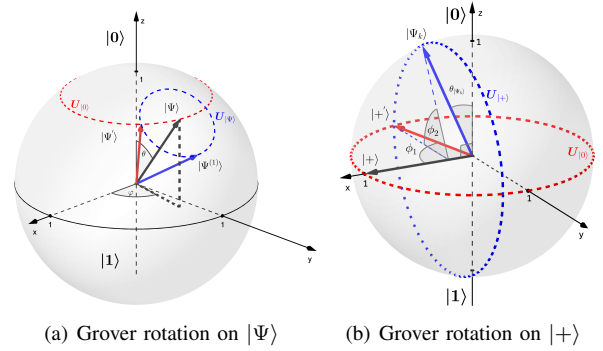 |0⟩
z
1
U|0⟩
|Ψ⟩
U|Ψ⟩
|Ψ′⟩
θ
|Ψ(1)⟩
φ
x
1
1
y
|1⟩
(a) Grover rotation on |Ψ⟩
|0⟩
z
|Ψk⟩
1
θ|Ψk⟩
U|+⟩
|+′⟩
ϕ2
ϕ1
|+⟩
U|0⟩
x
1
1
y
|1⟩
(b) Grover rotation on |+⟩